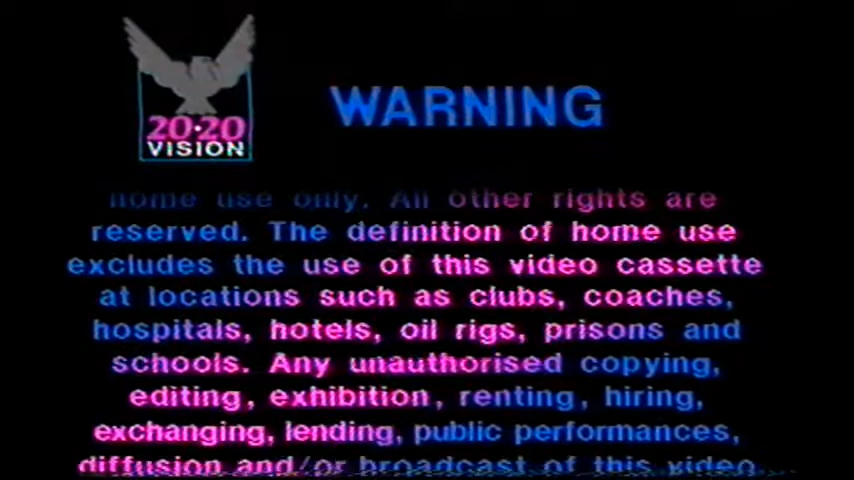 20·20
VISION
WARNING
home use only. All other rights are
reserved. The definition of home use
excludes the use of this video cassette
at locations such as clubs, coaches,
hospitals, hotels, oil rigs, prisons and
schools. Any unauthorised copying,
editing, exhibition, renting, hiring,
exchanging, lending, public performances,
diffusion and/or broadcast of this video